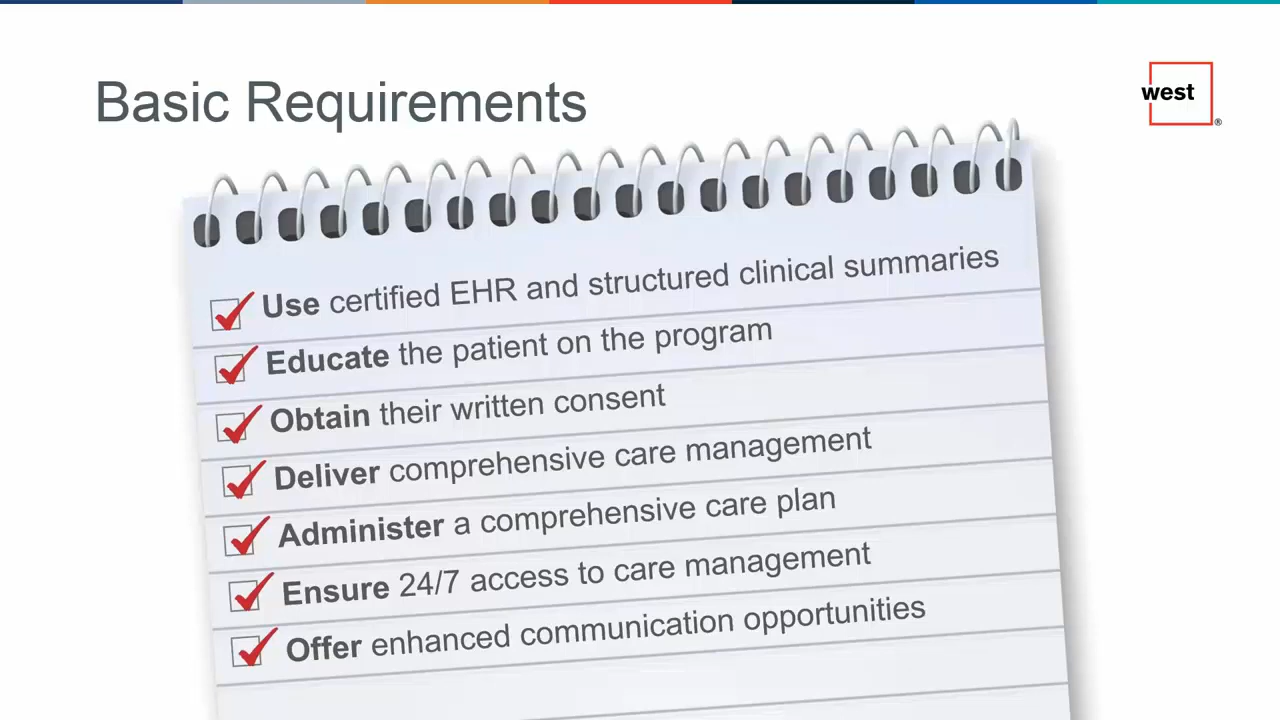 Basic Requirements
west
®
Use certified EHR and structured clinical summaries
Educate the patient on the program
Obtain their written consent
Deliver comprehensive care management
Administer a comprehensive care plan
Ensure 24/7 access to care management
Offer enhanced communication opportunities